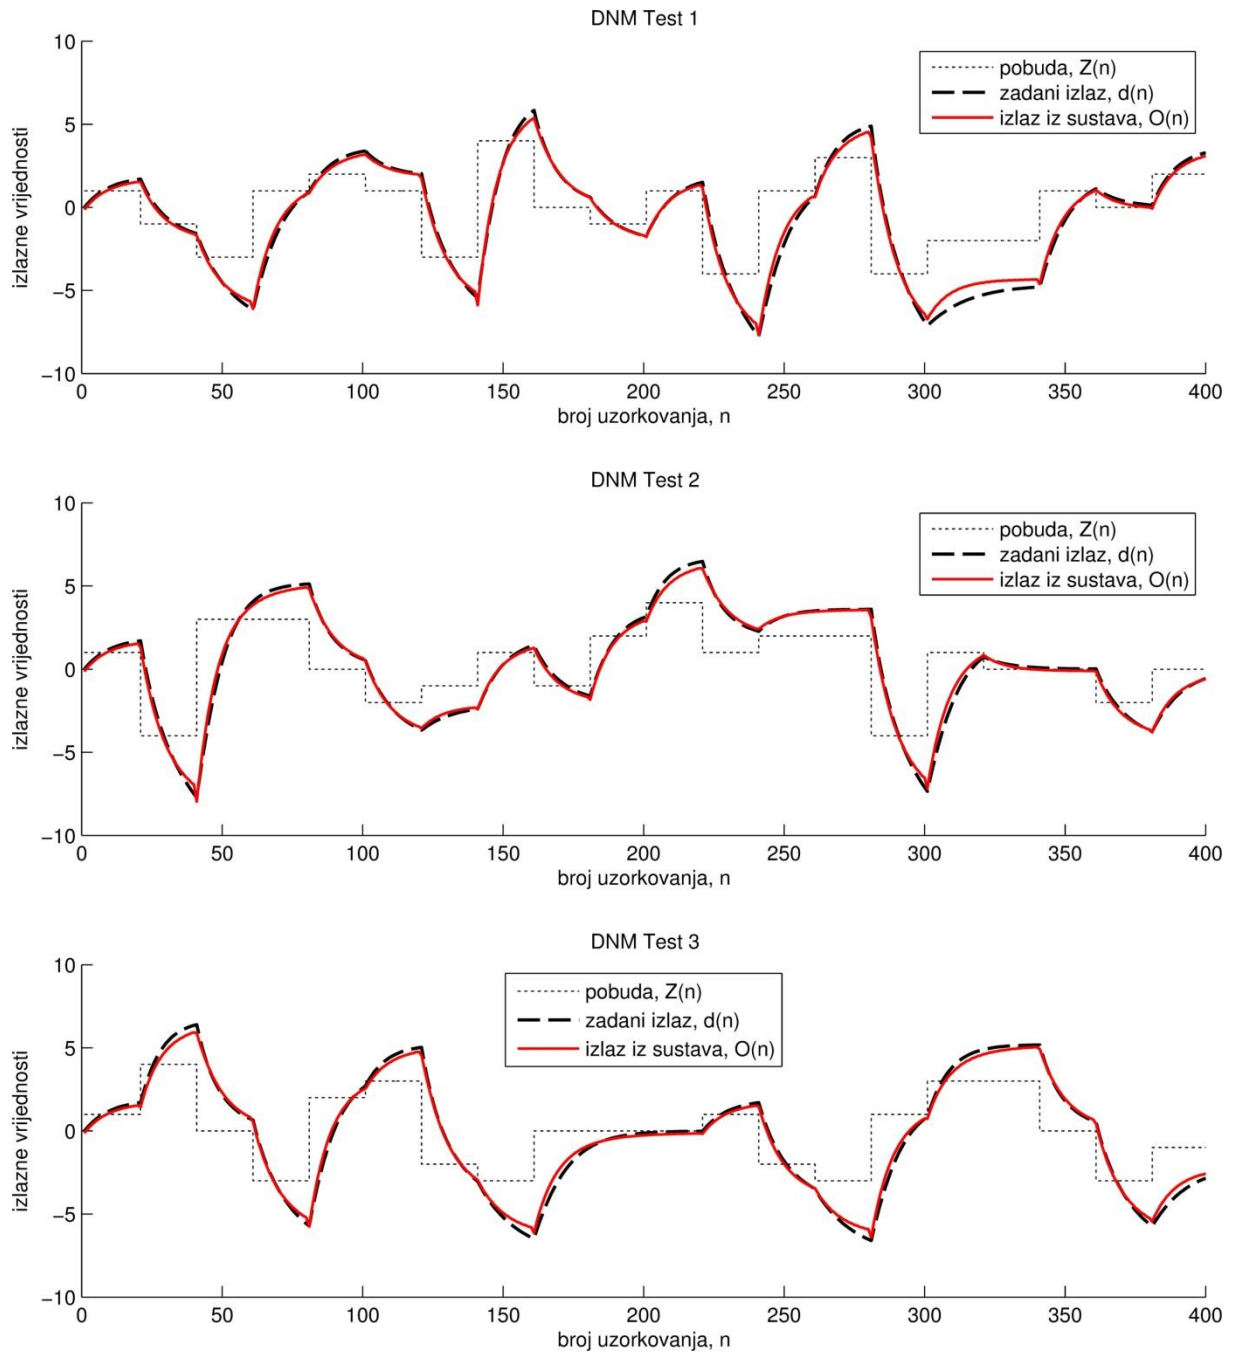 DNM Test 1
10
5
0
−5
−10
izlazne vrijednosti
pobuda, Z(n)
zadani izlaz, d(n)
izlaz iz sustava, O(n)
0 50 100 150 200 250 300 350 400
broj uzorkovanja, n
DNM Test 2
10
5
0
−5
−10
izlazne vrijednosti
pobuda, Z(n)
zadani izlaz, d(n)
izlaz iz sustava, O(n)
0 50 100 150 200 250 300 350 400
broj uzorkovanja, n
DNM Test 3
10
5
0
−5
−10
izlazne vrijednosti
pobuda, Z(n)
zadani izlaz, d(n)
izlaz iz sustava, O(n)
0 50 100 150 200 250 300 350 400
broj uzorkovanja, n